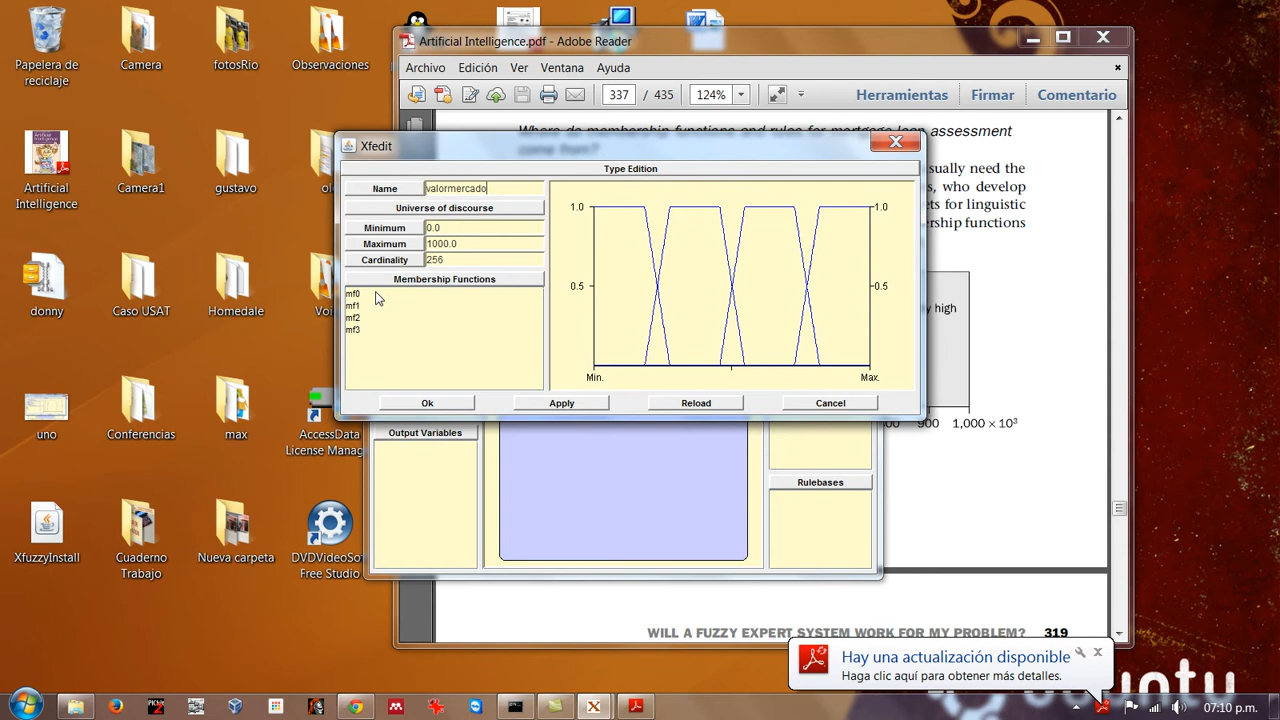 Papelera de
reciclaje
Camera
fotosRio
Observaciones
Artificial
Intelligence
Camera1
gustavo
donny
Caso USAT
Homedale
uno
Conferencias
max
AccessData
License Manag
XfuzzyInstall
Cuaderno
Trabajo
Nueva carpeta
DVDVideoSo
Free Studio
Artificial Intelligence.pdf - Adobe Reader
Archivo Edición Ver Ventana Ayuda
337 / 435 124% Herramientas Firmar Comentario
Where do membership functions and rules for mortgage loan assessment
come from?
sually need the
s, who develop
ets for linguistic
ership functions
y high
900 1,000 × 10³
WILL A FUZZY EXPERT SYSTEM WORK FOR MY PROBLEM? 319
Xfedit
Type Edition
Name valormercado
Universe of discourse
Minimum 0.0
Maximum 1000.0
Cardinality 256
Membership Functions
mf0
mf1
mf2
mf3
1.0 1.0
0.5 0.5
Min. Max.
Ok Apply Reload Cancel
Output Variables
Rulebases
Hay una actualización disponible
Haga clic aquí para obtener más detalles.
07:10 p.m.